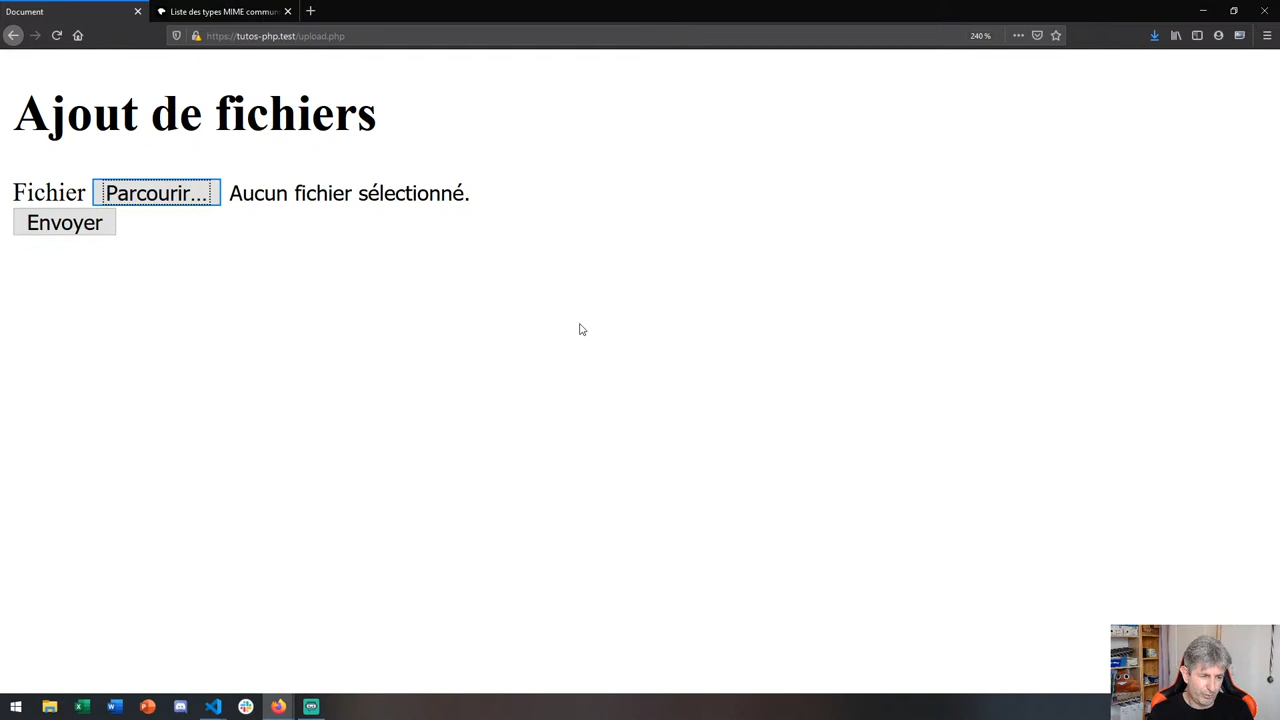 Document
Liste des types MIME commun
https://tutos-php.test/upload.php
240 %
Ajout de fichiers
Fichier Parcourir... Aucun fichier sélectionné.
Envoyer